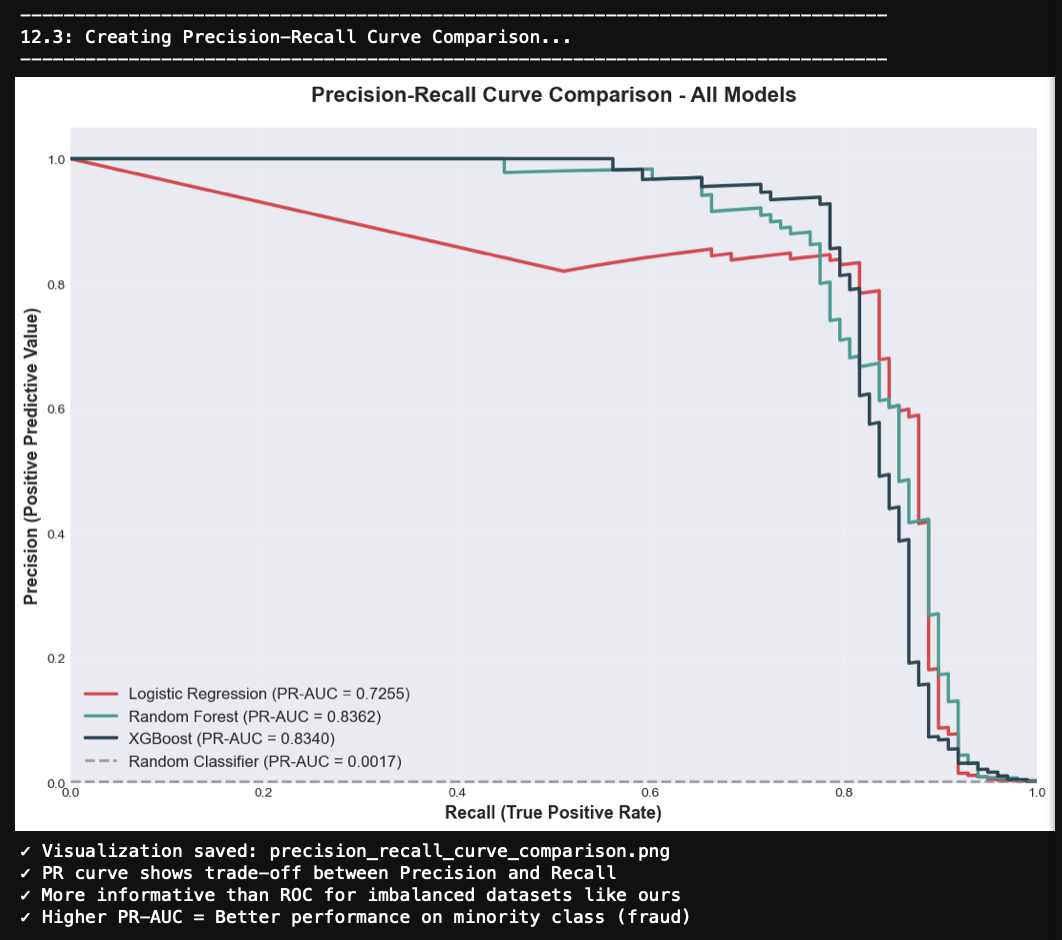 12.3: Creating Precision-Recall Curve Comparison...
Precision-Recall Curve Comparison - All Models
1.0
0.8
0.6
0.4
0.2
0.0
Precision (Positive Predictive Value)
Logistic Regression (PR-AUC = 0.7255)
Random Forest (PR-AUC = 0.8362)
XGBoost (PR-AUC = 0.8340)
Random Classifier (PR-AUC = 0.0017)
0.0 0.2 0.4 0.6 0.8 1.0
Recall (True Positive Rate)
✓ Visualization saved: precision_recall_curve_comparison.png
✓ PR curve shows trade-off between Precision and Recall
✓ More informative than ROC for imbalanced datasets like ours
✓ Higher PR-AUC = Better performance on minority class (fraud)